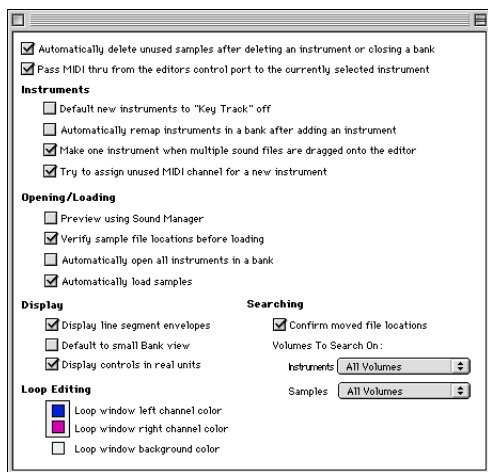 Automatically delete unused samples after deleting an instrument or closing a bank
Pass MIDI thru from the editors control port to the currently selected instrument
Instruments
Default new instruments to "Key Track" off
Automatically remap instruments in a bank after adding an instrument
Make one instrument when multiple sound files are dragged onto the editor
Try to assign unused MIDI channel for a new instrument
Opening/Loading
Preview using Sound Manager
Verify sample file locations before loading
Automatically open all instruments in a bank
Automatically load samples
Display
Display line segment envelopes
Default to small Bank view
Display controls in real units
Searching
Confirm moved file locations
Volumes To Search On:
Instruments All Volumes
Samples All Volumes
Loop Editing
Loop window left channel color
Loop window right channel color
Loop window background color